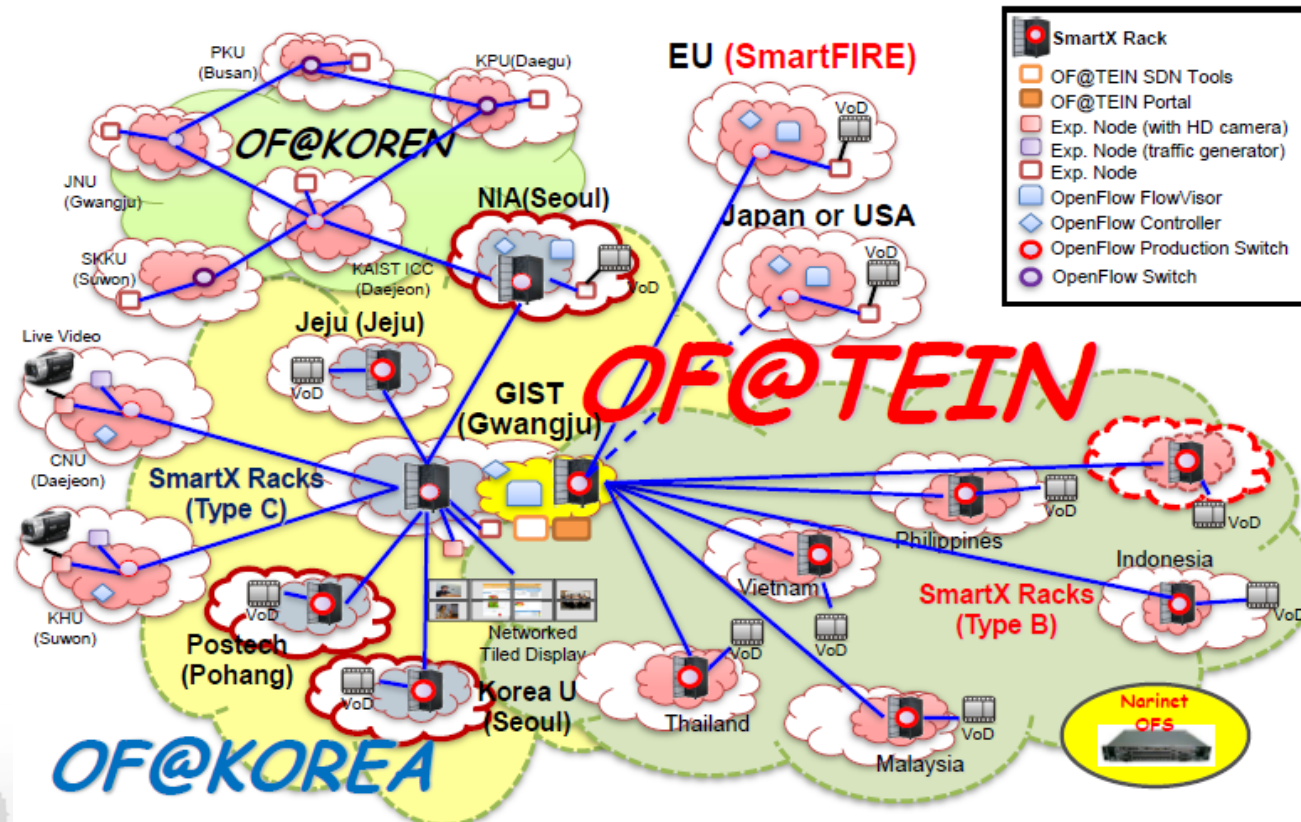 PKU
(Busan)
KPU(Daegu)
EU (SmartFIRE)
VoD
SmartX Rack
OF@TEIN SDN Tools
OF@TEIN Portal
Exp. Node (with HD camera)
Exp. Node (traffic generator)
Exp. Node
OpenFlow FlowVisor
OpenFlow Controller
OpenFlow Production Switch
OpenFlow Switch
OF@KOREN
JNU
(Gwangju)
NIA(Seoul)
Japan or USA
VoD
SKKU
(Suwon)
KAIST ICC
(Daejeon)
VoD
Jeju (Jeju)
Live Video
VoD
OF@TEIN
GIST
(Gwangju)
CNU
(Daejeon)
SmartX Racks
(Type C)
VoD
VoD
Philippines
Indonesia
Vietnam
SmartX Racks
(Type B)
KHU
(Suwon)
VoD
Postech
(Pohang)
Networked
Tiled Display
VoD
VoD
VoD
VoD
Korea U
(Seoul)
Thailand
VoD
Malaysia
Narinet
OFS
OF@KOREA